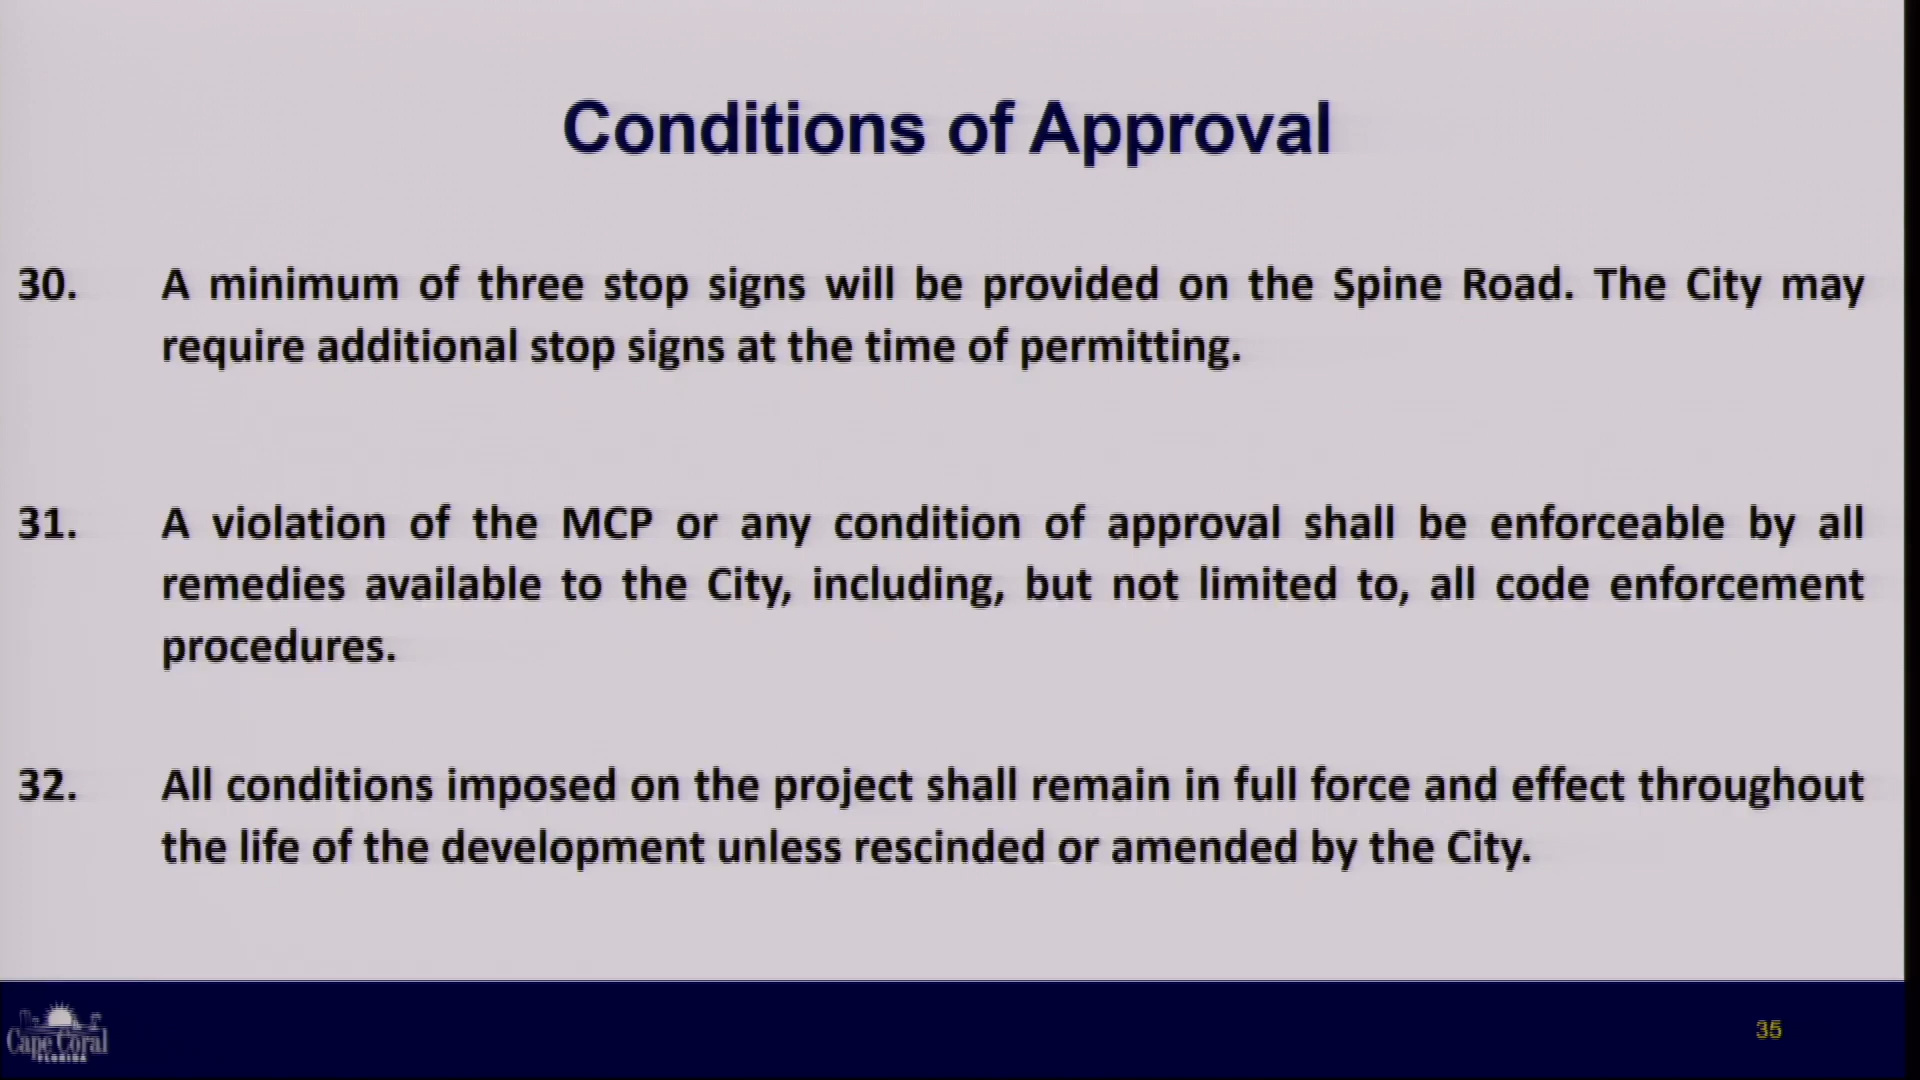 Conditions of Approval
30. A minimum of three stop signs will be provided on the Spine Road. The City may
require additional stop signs at the time of permitting.
31. A violation of the MCP or any condition of approval shall be enforceable by all
remedies available to the City, including, but not limited to, all code enforcement
procedures.
32. All conditions imposed on the project shall remain in full force and effect throughout
the life of the development unless rescinded or amended by the City.
Cape Coral
FLORIDA
35